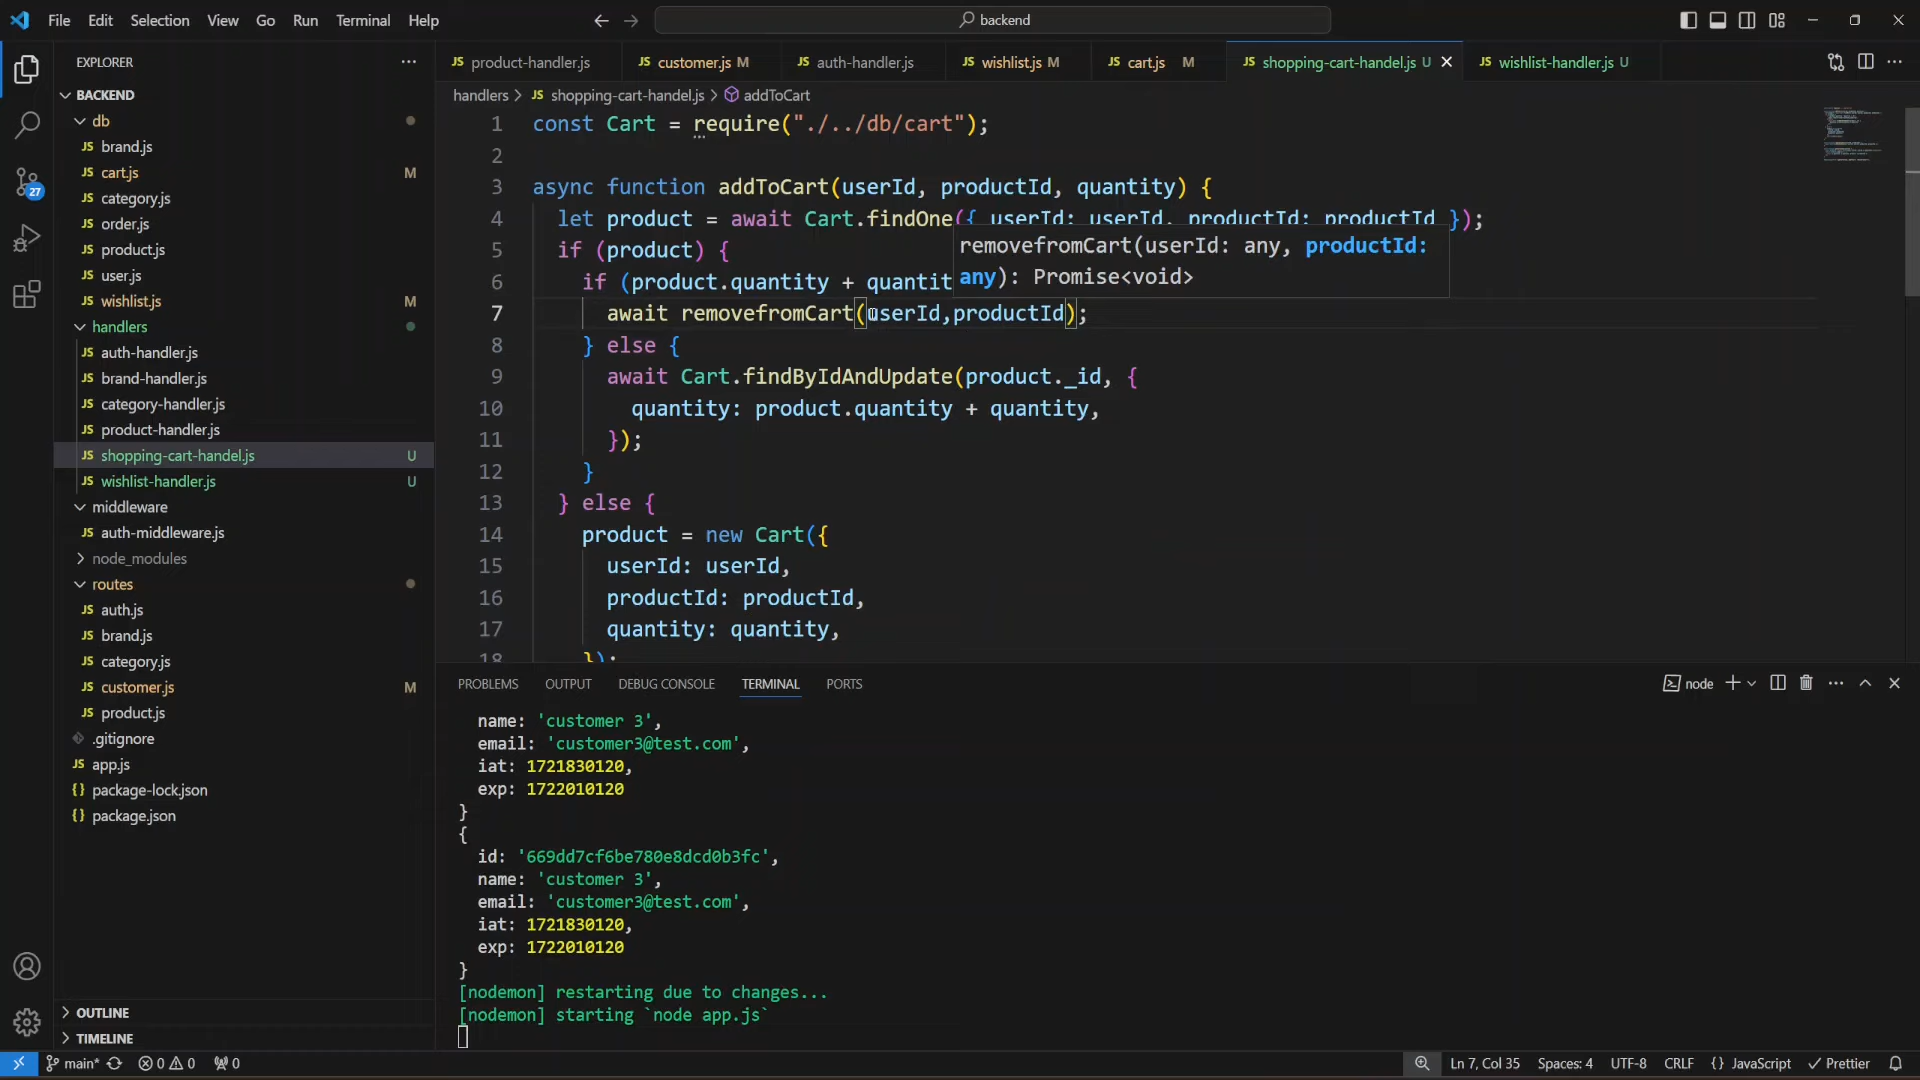 File Edit Selection View Go Run Terminal Help
backend
EXPLORER
BACKEND
db
brand.js
cart.js M
category.js
order.js
product.js
user.js
wishlist.js M
handlers
auth-handler.js
brand-handler.js
category-handler.js
product-handler.js
shopping-cart-handel.js U
wishlist-handler.js U
middleware
auth-middleware.js
node_modules
routes
auth.js
brand.js
category.js
customer.js M
product.js
.gitignore
app.js
package-lock.json
package.json
OUTLINE
TIMELINE
27
product-handler.js customer.js M auth-handler.js wishlist.js M cart.js M shopping-cart-handel.js U wishlist-handler.js U
handlers > JS shopping-cart-handel.js > addToCart
1 const Cart = require("./../db/cart");
2
3 async function addToCart(userId, productId, quantity) {
4 let product = await Cart.findOne({ userId: userId, productId: productId });
5 if (product) {
6 if (product.quantity + quantit
removefromCart(userId: any, productId:
any): Promise<void>
7 await removefromCart(userId,productId);
8 } else {
9 await Cart.findByIdAndUpdate(product._id, {
10 quantity: product.quantity + quantity,
11 });
12 }
13 } else {
14 product = new Cart({
15 userId: userId,
16 productId: productId,
17 quantity: quantity,
18 });
PROBLEMS OUTPUT DEBUG CONSOLE TERMINAL PORTS
node
name: 'customer 3',
email: 'customer3@test.com',
iat: 1721830120,
exp: 1722010120
}
{
id: '669dd7cf6be780e8dcd0b3fc',
name: 'customer 3',
email: 'customer3@test.com',
iat: 1721830120,
exp: 1722010120
}
[nodemon] restarting due to changes...
[nodemon] starting `node app.js`
main* 0 0 0 Ln 7, Col 35 Spaces: 4 UTF-8 CRLF {} JavaScript Prettier